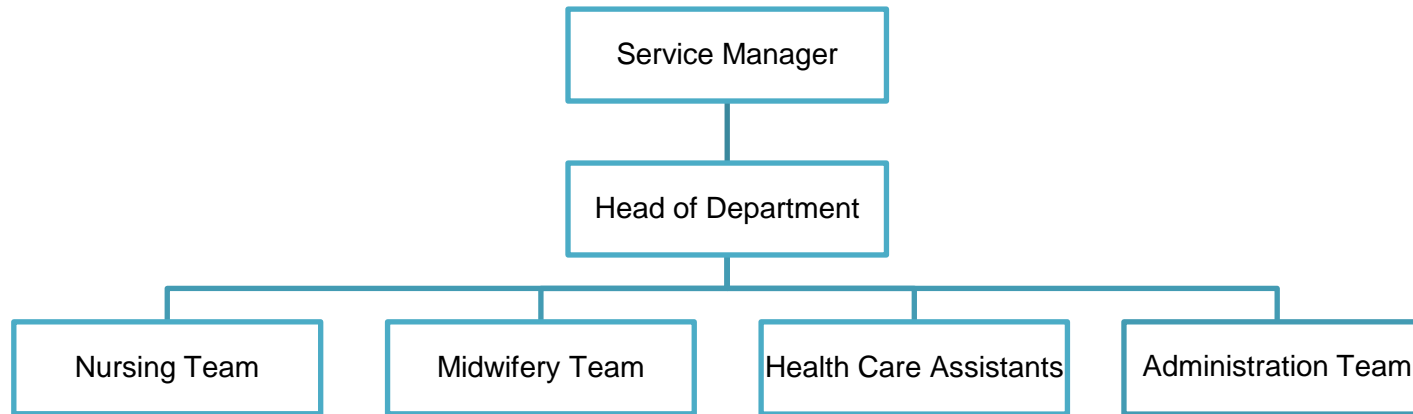 Service Manager
Head of Department
Nursing Team
Midwifery Team
Health Care Assistants
Administration Team